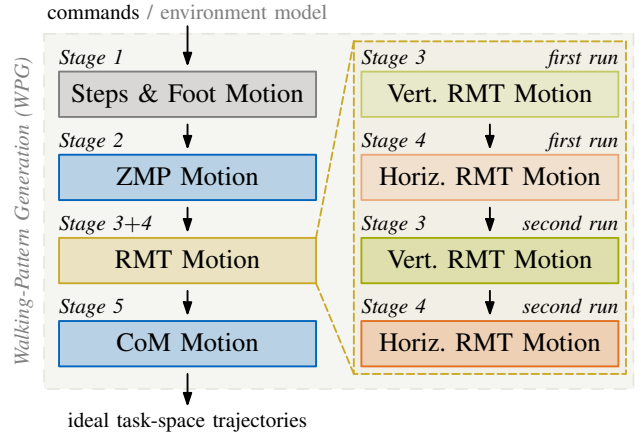 commands / environment model
Walking-Pattern Generation (WPG)
Stage 1
Steps & Foot Motion
Stage 2
ZMP Motion
Stage 3+4
RMT Motion
Stage 5
CoM Motion
ideal task-space trajectories
Stage 3 first run
Vert. RMT Motion
Stage 4 first run
Horiz. RMT Motion
Stage 3 second run
Vert. RMT Motion
Stage 4 second run
Horiz. RMT Motion